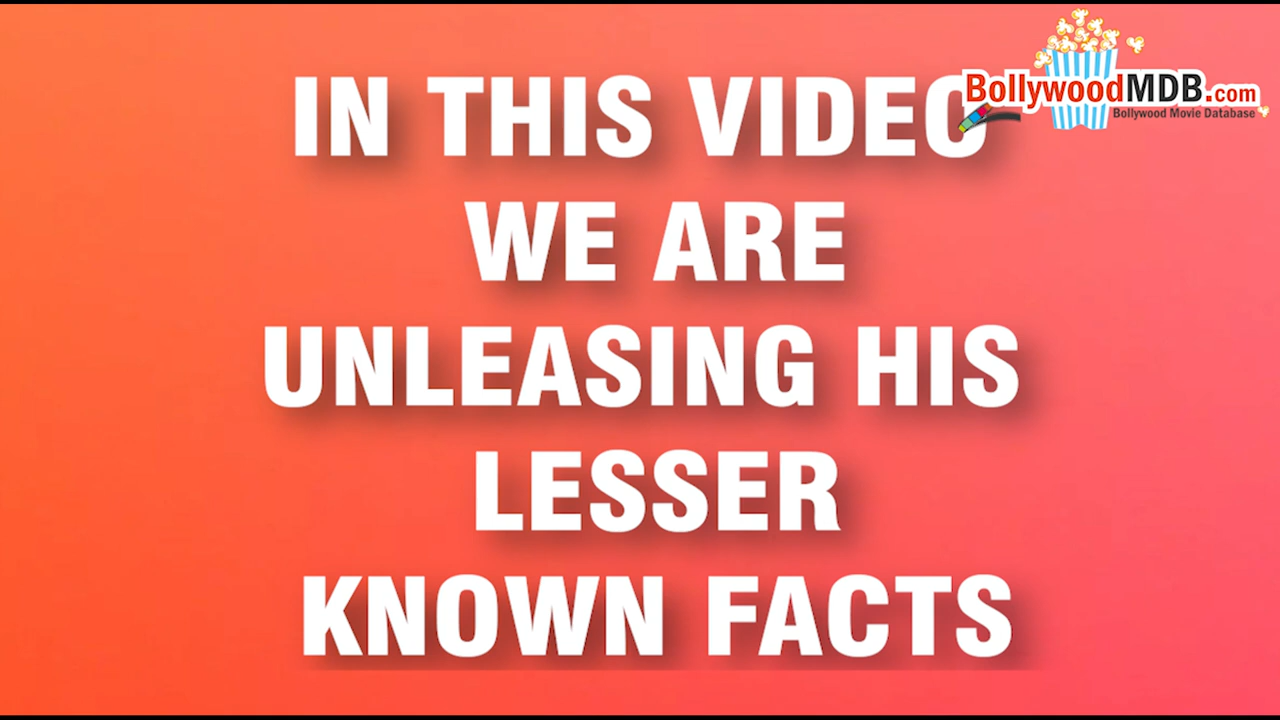 IN THIS VIDEO
BollywoodMDB.com
Bollywood Movie Database
WE ARE
UNLEASING HIS
LESSER
KNOWN FACTS